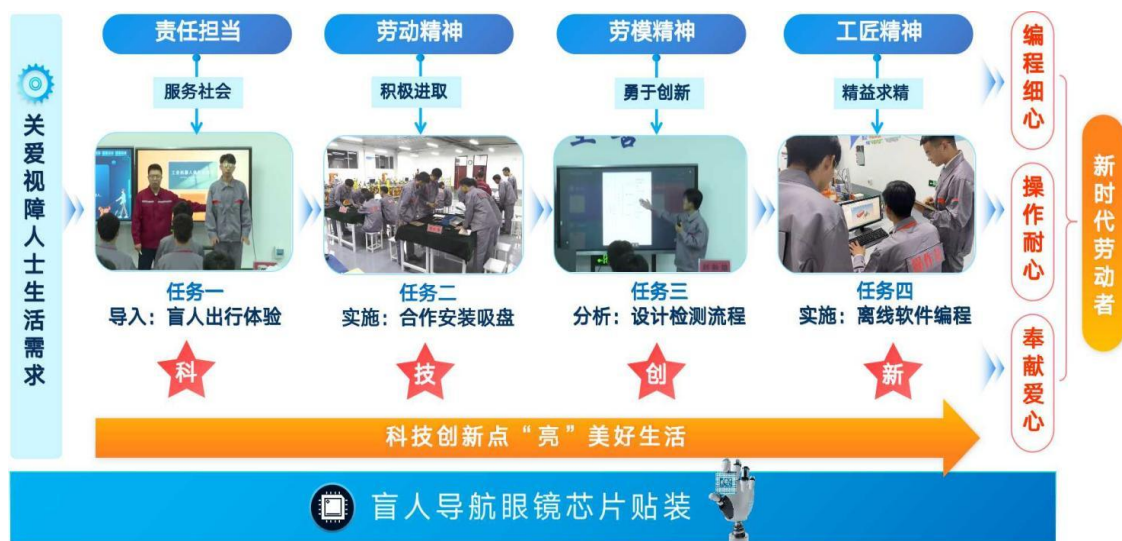 关爱视障人士生活需求
责任担当
劳动精神
劳模精神
工匠精神
服务社会
积极进取
勇于创新
精益求精
任务一
导入：盲人出行体验
任务二
实施：合作安装吸盘
任务三
分析：设计检测流程
任务四
实施：离线软件编程
科
技
创
新
科技创新点“亮”美好生活
编程细心
操作耐心
奉献爱心
新时代劳动者
盲人导航眼镜芯片贴装